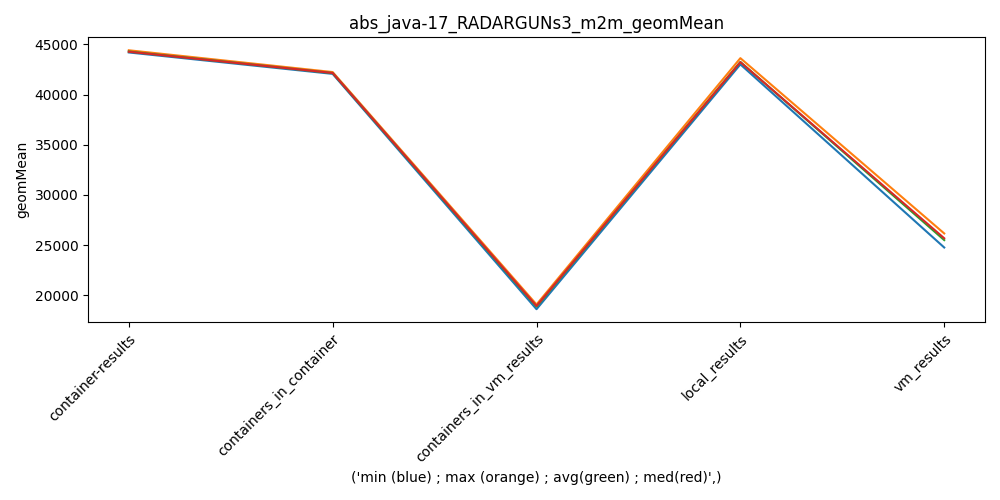 abs_java-17_RADARGUNs3_m2m_geomMean
geomMean
45000
40000
35000
30000
25000
20000
container-results
containers_in_container
containers_in_vm_results
local_results
vm_results
('min (blue) ; max (orange) ; avg(green) ; med(red)',)